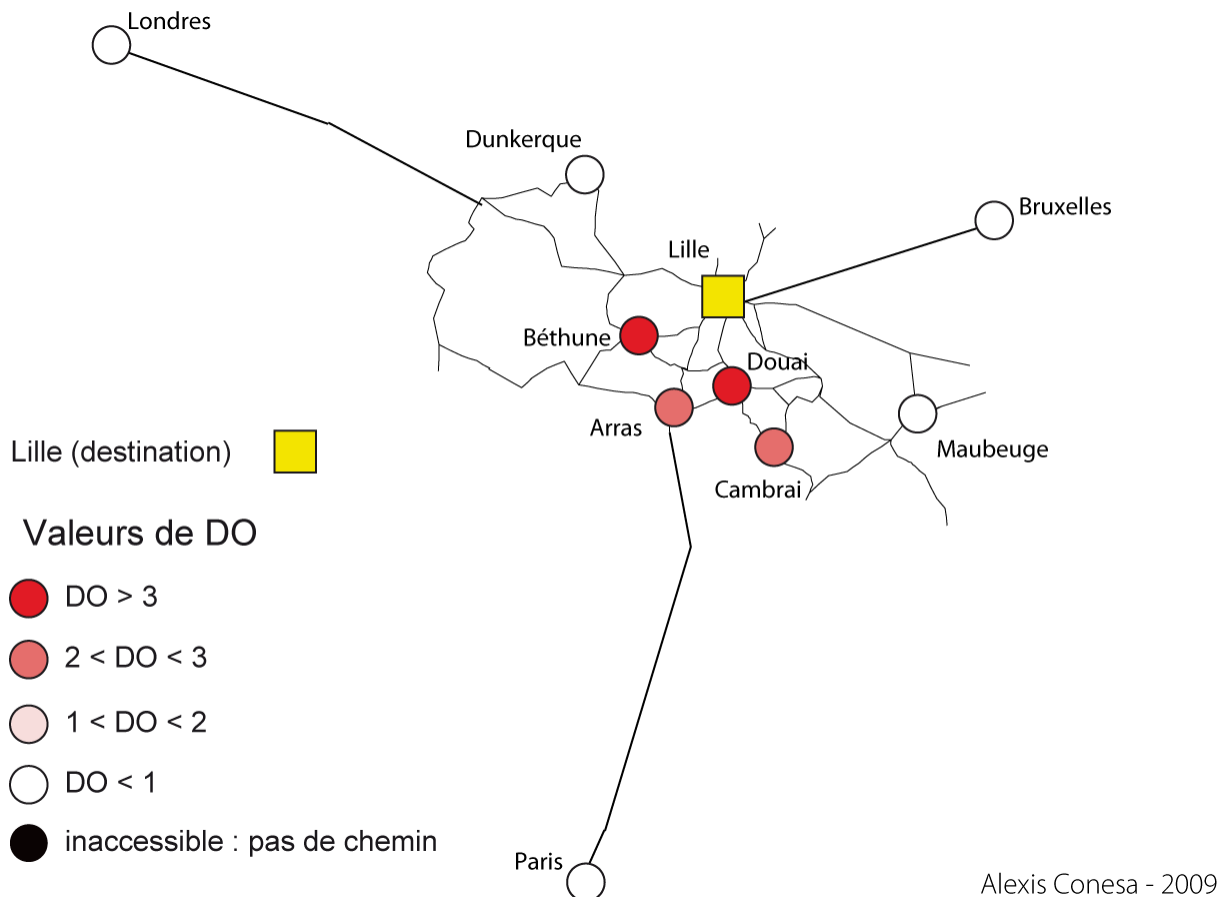 Londres
Dunkerque
Bruxelles
Lille
Béthune
Douai
Arras
Maubeuge
Cambrai
Lille (destination)
Valeurs de DO
DO > 3
2 < DO < 3
1 < DO < 2
DO < 1
inaccessible : pas de chemin
Paris
Alexis Conesa - 2009